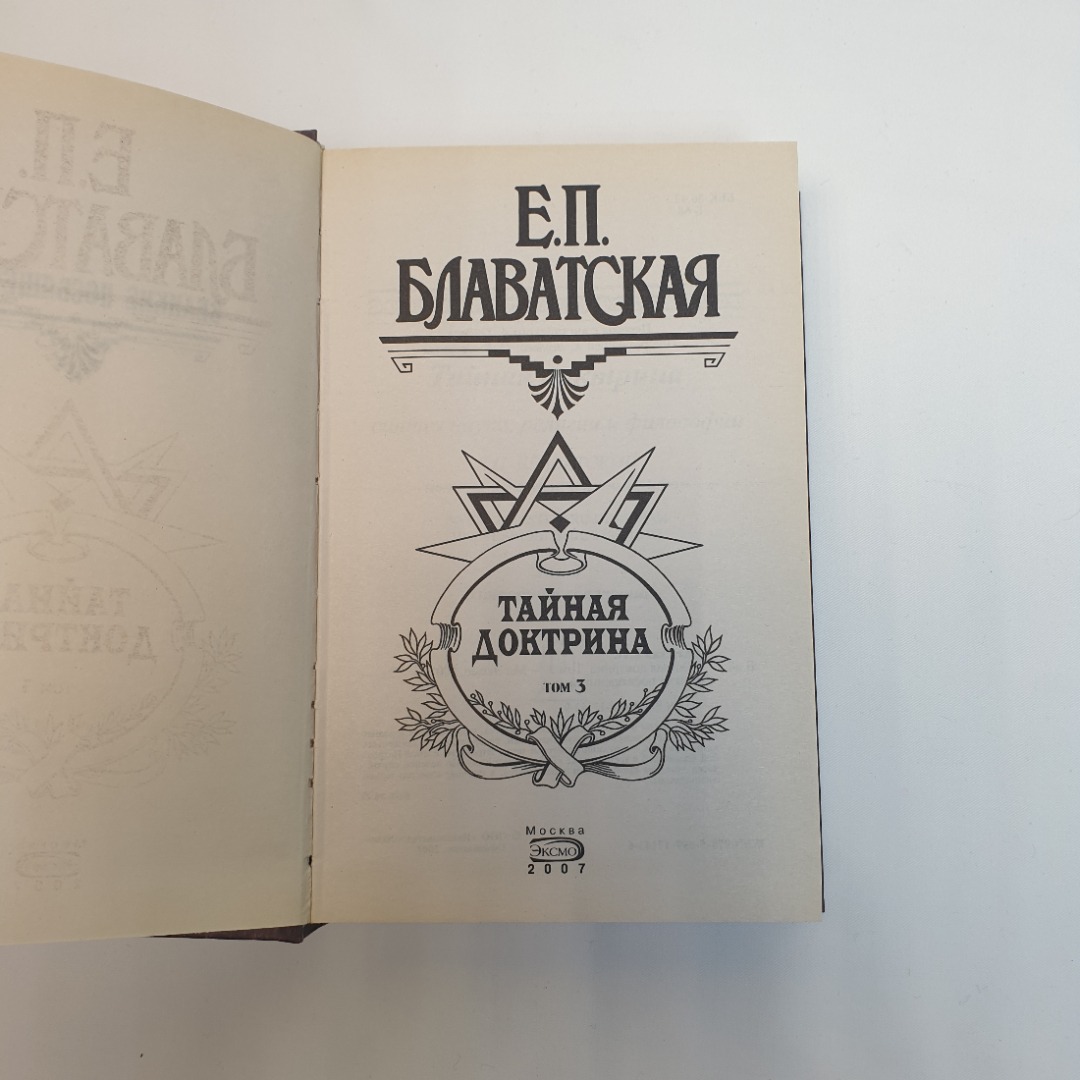 Е.П.
БЛАВАТСКАЯ
ТАЙНАЯ
ДОКТРИНА
ТОМ 3
Москва
ЭКСМО
2007